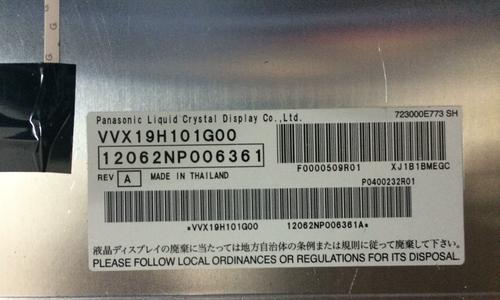 Panasonic Liquid Crystal Display Co.,Ltd.
723000E773 SH
VVX19H101G00
12062NP006361
F0000509R01 XJ1B1BMEGC
REV A MADE IN THAILAND
P0400232R01
*VVX19H101G00 12062NP006361A*
液晶ディスプレイの廃棄に当たっては地方自治体の条例または規則に従って廃棄して下さい。
PLEASE FOLLOW LOCAL ORDINANCES OR REGULATIONS FOR ITS DISPOSAL.